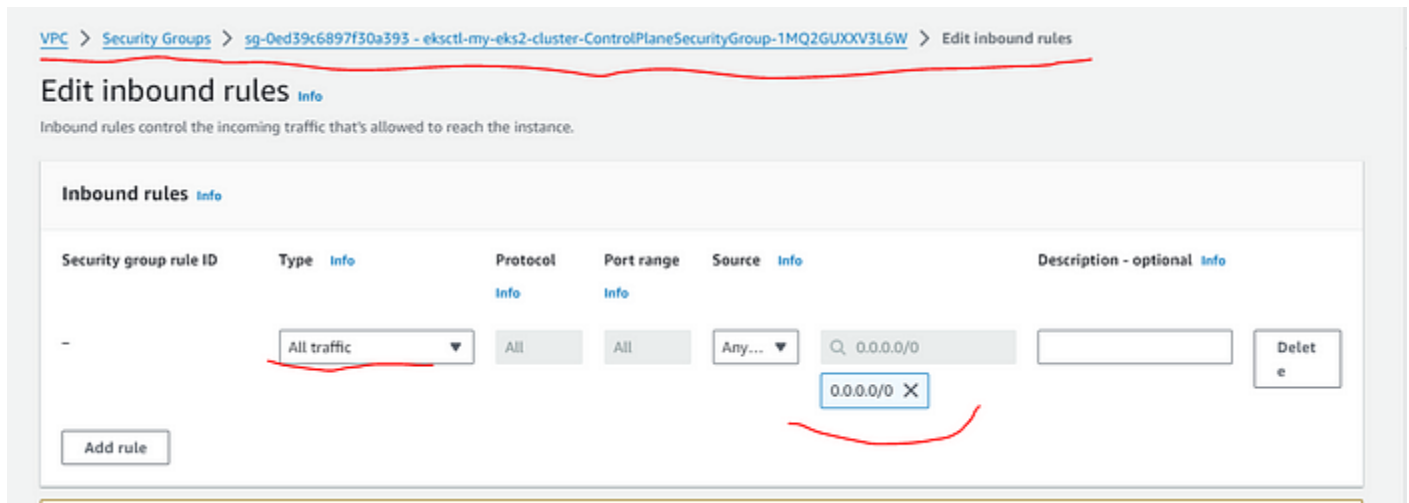 VPC > Security Groups > sg-0ed39c6897f30a393 - eksctl-my-eks2-cluster-ControlPlaneSecurityGroup-1MQ2GUXXV3L6W > Edit inbound rules
Edit inbound rules Info
Inbound rules control the incoming traffic that's allowed to reach the instance.
Inbound rules Info
Security group rule ID Type Info Protocol Port range Source Info Description - optional Info
Info Info
– All traffic All All Any... 0.0.0.0/0 Delet
e
0.0.0.0/0
Add rule